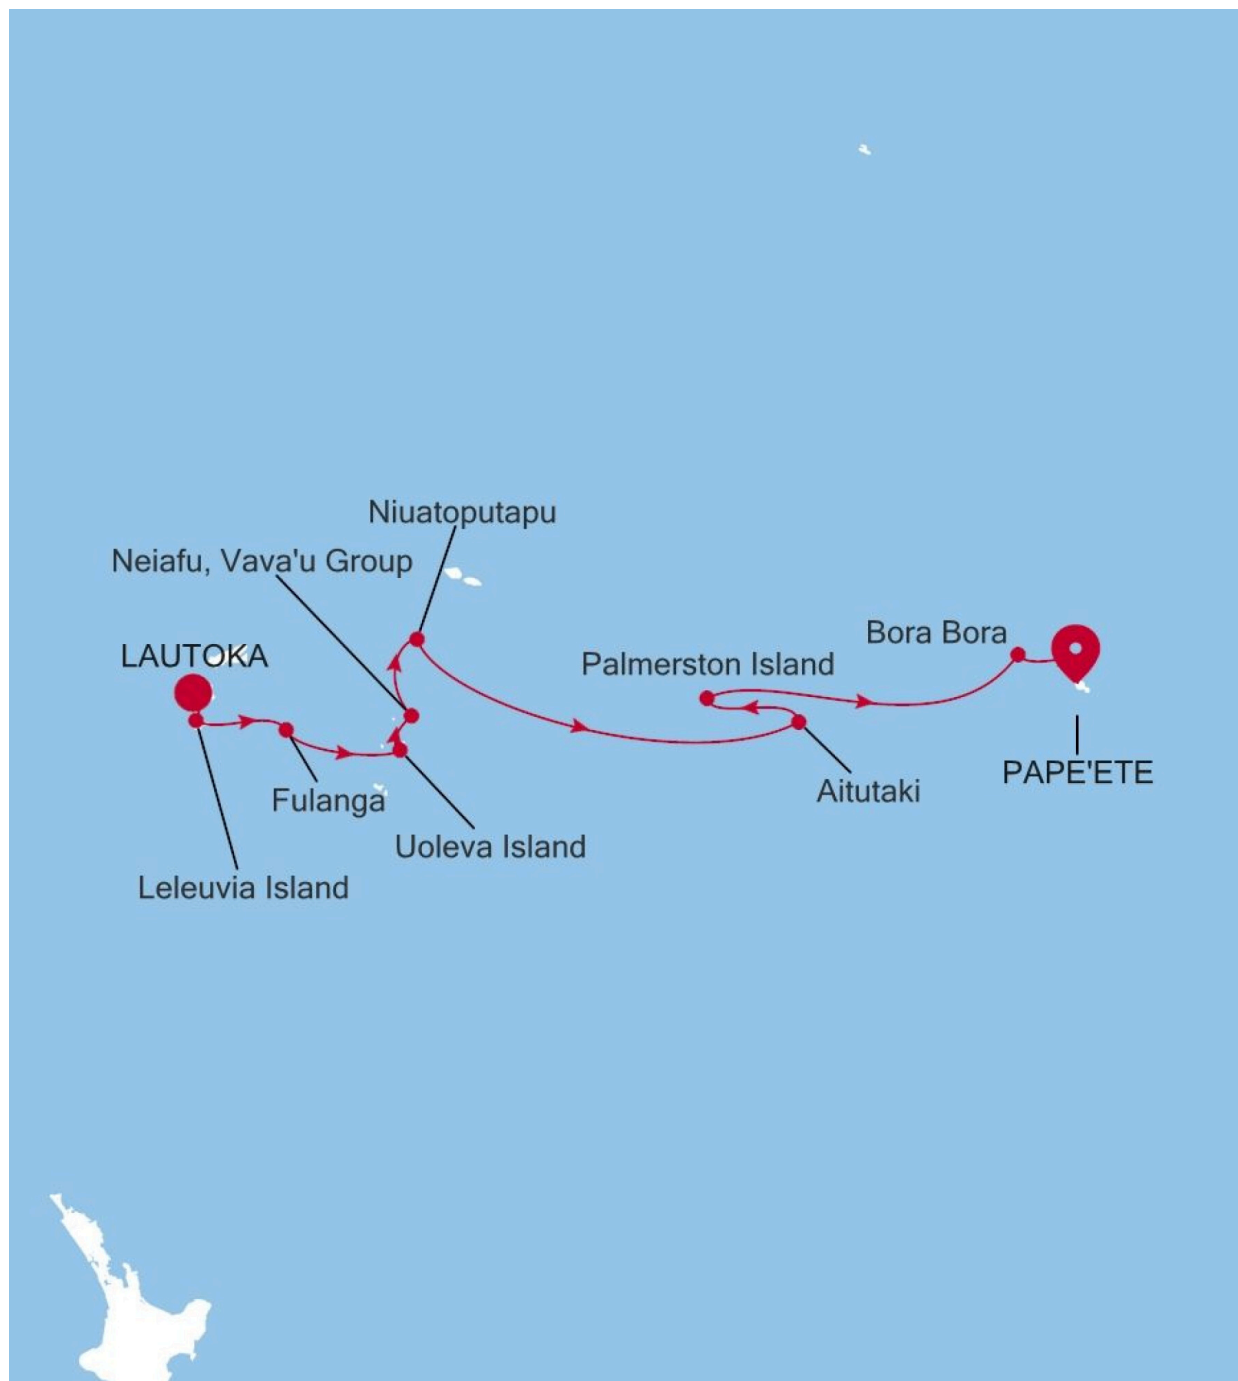 Niuatoputapu
Neiafu, Vava'u Group
Bora Bora
LAUTOKA
Palmerston Island
PAPE'ETE
Aitutaki
Fulanga
Uoleva Island
Leleuvia Island